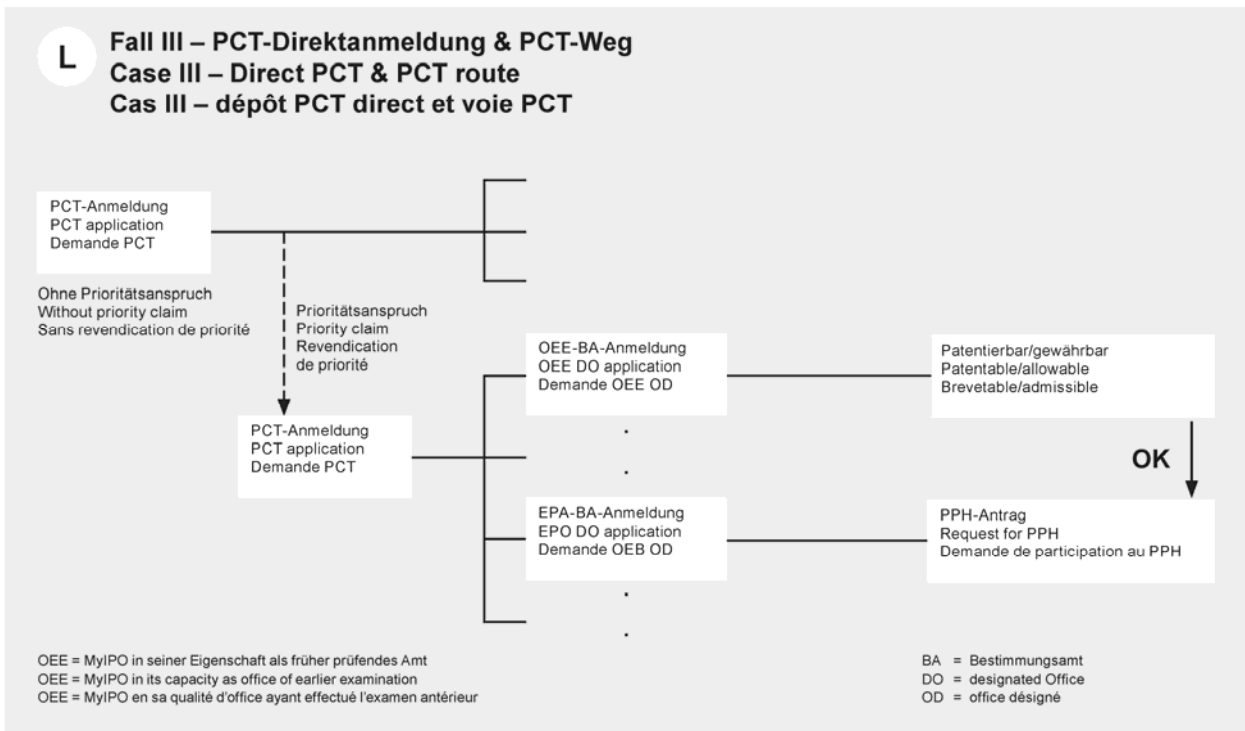 L
Fall III – PCT-Direktanmeldung & PCT-Weg
Case III – Direct PCT & PCT route
Cas III – dépôt PCT direct et voie PCT
PCT-Anmeldung
PCT application
Demande PCT
Ohne Prioritätsanspruch
Without priority claim
Sans revendication de priorité
Prioritätsanspruch
Priority claim
Revendication
de priorité
OEE-BA-Anmeldung
OEE DO application
Demande OEE OD
Patentierbar/gewährbar
Patentable/allowable
Brevetable/admissible
PCT-Anmeldung
PCT application
Demande PCT
OK
EPA-BA-Anmeldung
EPO DO application
Demande OEB OD
PPH-Antrag
Request for PPH
Demande de participation au PPH
OEE = MyIPO in seiner Eigenschaft als früher prüfendes Amt
OEE = MyIPO in its capacity as office of earlier examination
OEE = MyIPO en sa qualité d'office ayant effectué l'examen antérieur
BA = Bestimmungsamt
DO = designated Office
OD = office désigné